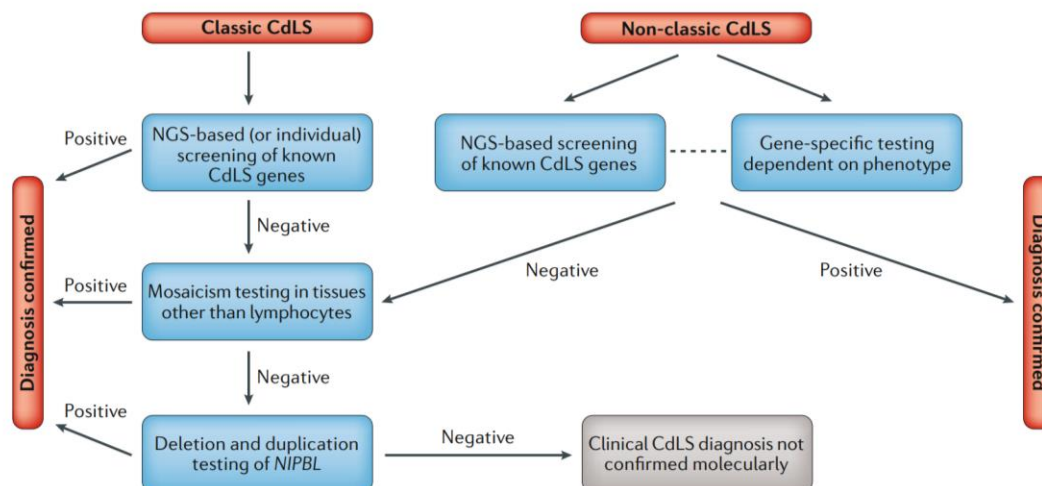 Classic CdLS
Non-classic CdLS
Positive
NGS-based (or individual)
screening of known
CdLS genes
NGS-based screening
of known CdLS genes
Gene-specific testing
dependent on phenotype
Diagnosis confirmed
Negative
Positive
Mosaicism testing in tissues
other than lymphocytes
Negative
Positive
Diagnosis confirmed
Negative
Positive
Deletion and duplication
testing of NIPBL
Negative
Clinical CdLS diagnosis not
confirmed molecularly